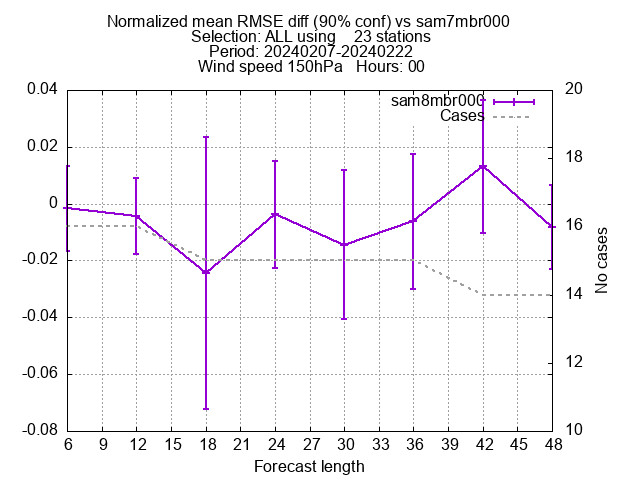 Normalized mean RMSE diff (90% conf) vs sam7mbr000
Selection: ALL using    23 stations
Period: 20240207-20240222
Wind speed 150hPa   Hours: 00
sam8mbr000
Cases
0.04
0.02
0
-0.02
-0.04
-0.06
-0.08
20
18
16
14
12
10
No cases
6 9 12 15 18 21 24 27 30 33 36 39 42 45 48
Forecast length